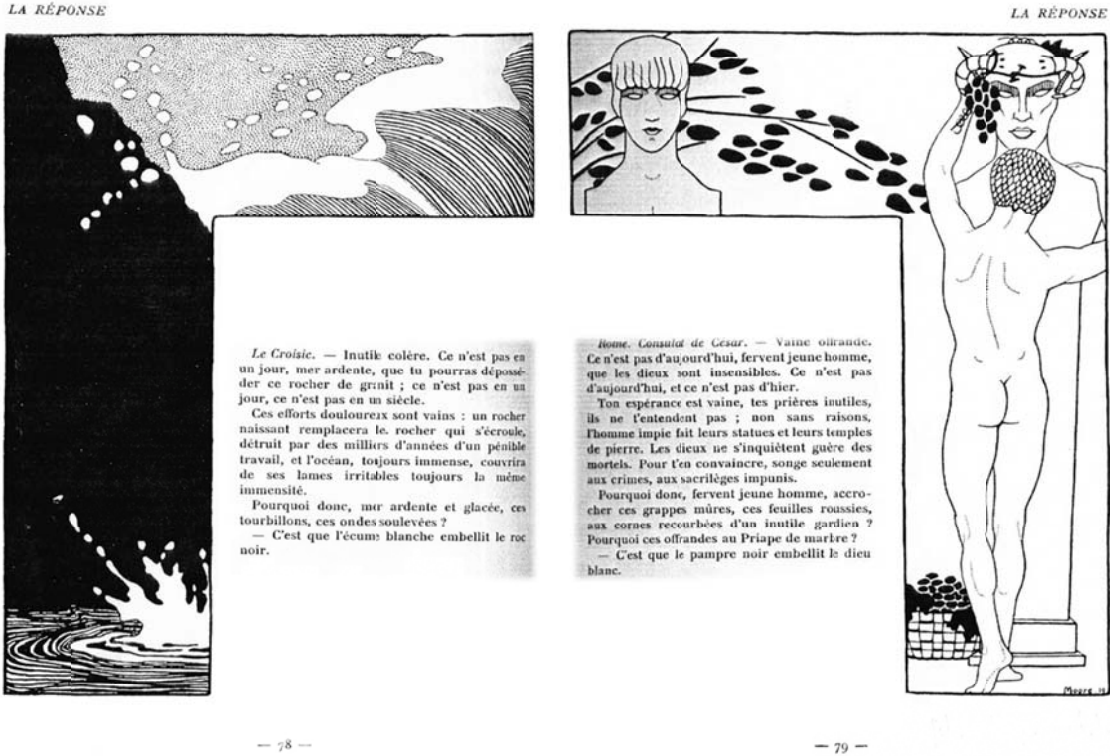 LA RÉPONSE
Le Croisic. — Inutile colère. Ce n'est pas en
un jour, mer ardente, que tu pourras dépossé-
der ce rocher de granit ; ce n'est pas en un
jour, ce n'est pas en un siècle.
Ces efforts douloureux sont vains : un rocher
naissant remplacera le rocher qui s'écroule,
détruit par des milliers d'années d'un pénible
travail, et l'océan, toujours immense, couvrira
de ses lames irritables toujours la même
immensité.
Pourquoi donc, mer ardente et glacée, ces
tourbillons, ces ondes soulevées ?
— C'est que l'écume blanche embellit le roc
noir.
— 78 —
LA RÉPONSE
Rome. Consulat de César. — Vaine offrande.
Ce n'est pas d'aujourd'hui, fervent jeune homme,
que les dieux sont insensibles. Ce n'est pas
d'aujourd'hui, et ce n'est pas d'hier.
Ton espérance est vaine, tes prières inutiles,
ils ne t'entendent pas ; non sans raisons,
l'homme impie fait leurs statues et leurs temples
de pierre. Les dieux ne s'inquiètent guère des
mortels. Pour t'en convaincre, songe seulement
aux crimes, aux sacrilèges impunis.
Pourquoi donc, fervent jeune homme, accro-
cher ces grappes mûres, ces feuilles roussies,
aux cornes recourbées d'un inutile gardien ?
Pourquoi ces offrandes au Priape de marbre ?
— C'est que le pampre noir embellit le dieu
blanc.
Moore
— 79 —